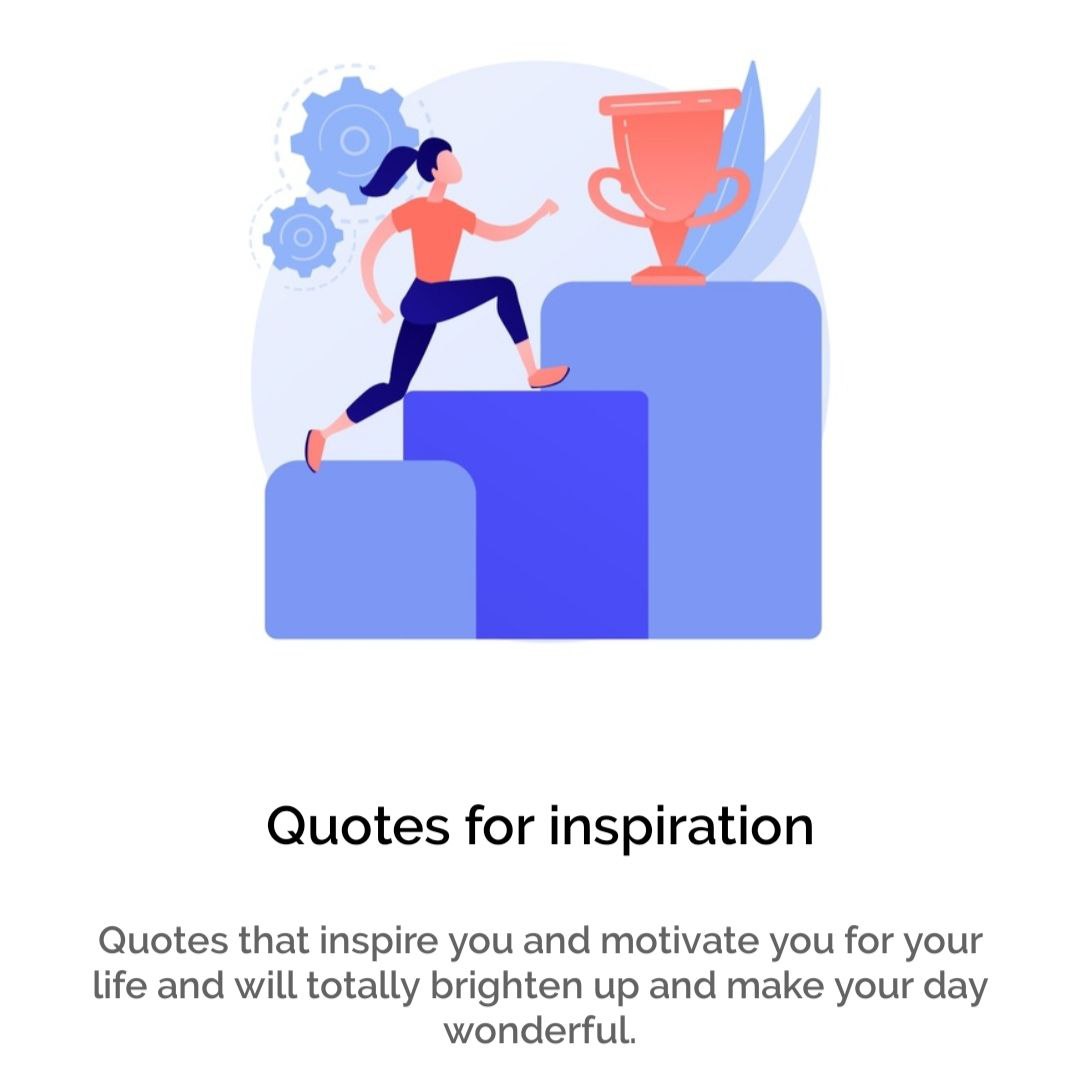 Quotes for inspiration
Quotes that inspire you and motivate you for your
life and will totally brighten up and make your day
wonderful.